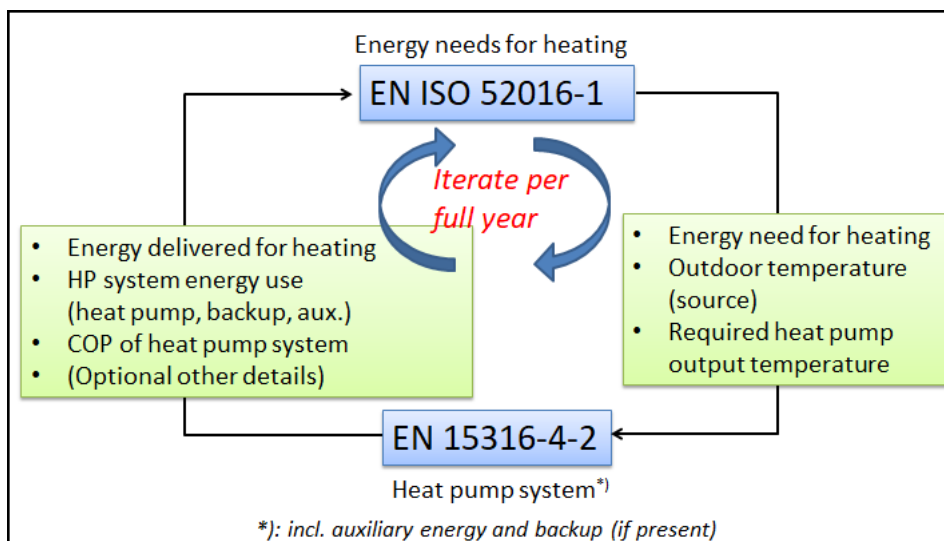 Energy needs for heating
EN ISO 52016-1
Iterate per
full year
• Energy delivered for heating
• HP system energy use
(heat pump, backup, aux.)
• COP of heat pump system
• (Optional other details)
• Energy need for heating
• Outdoor temperature
(source)
• Required heat pump
output temperature
EN 15316-4-2
Heat pump system*)
*): incl. auxiliary energy and backup (if present)